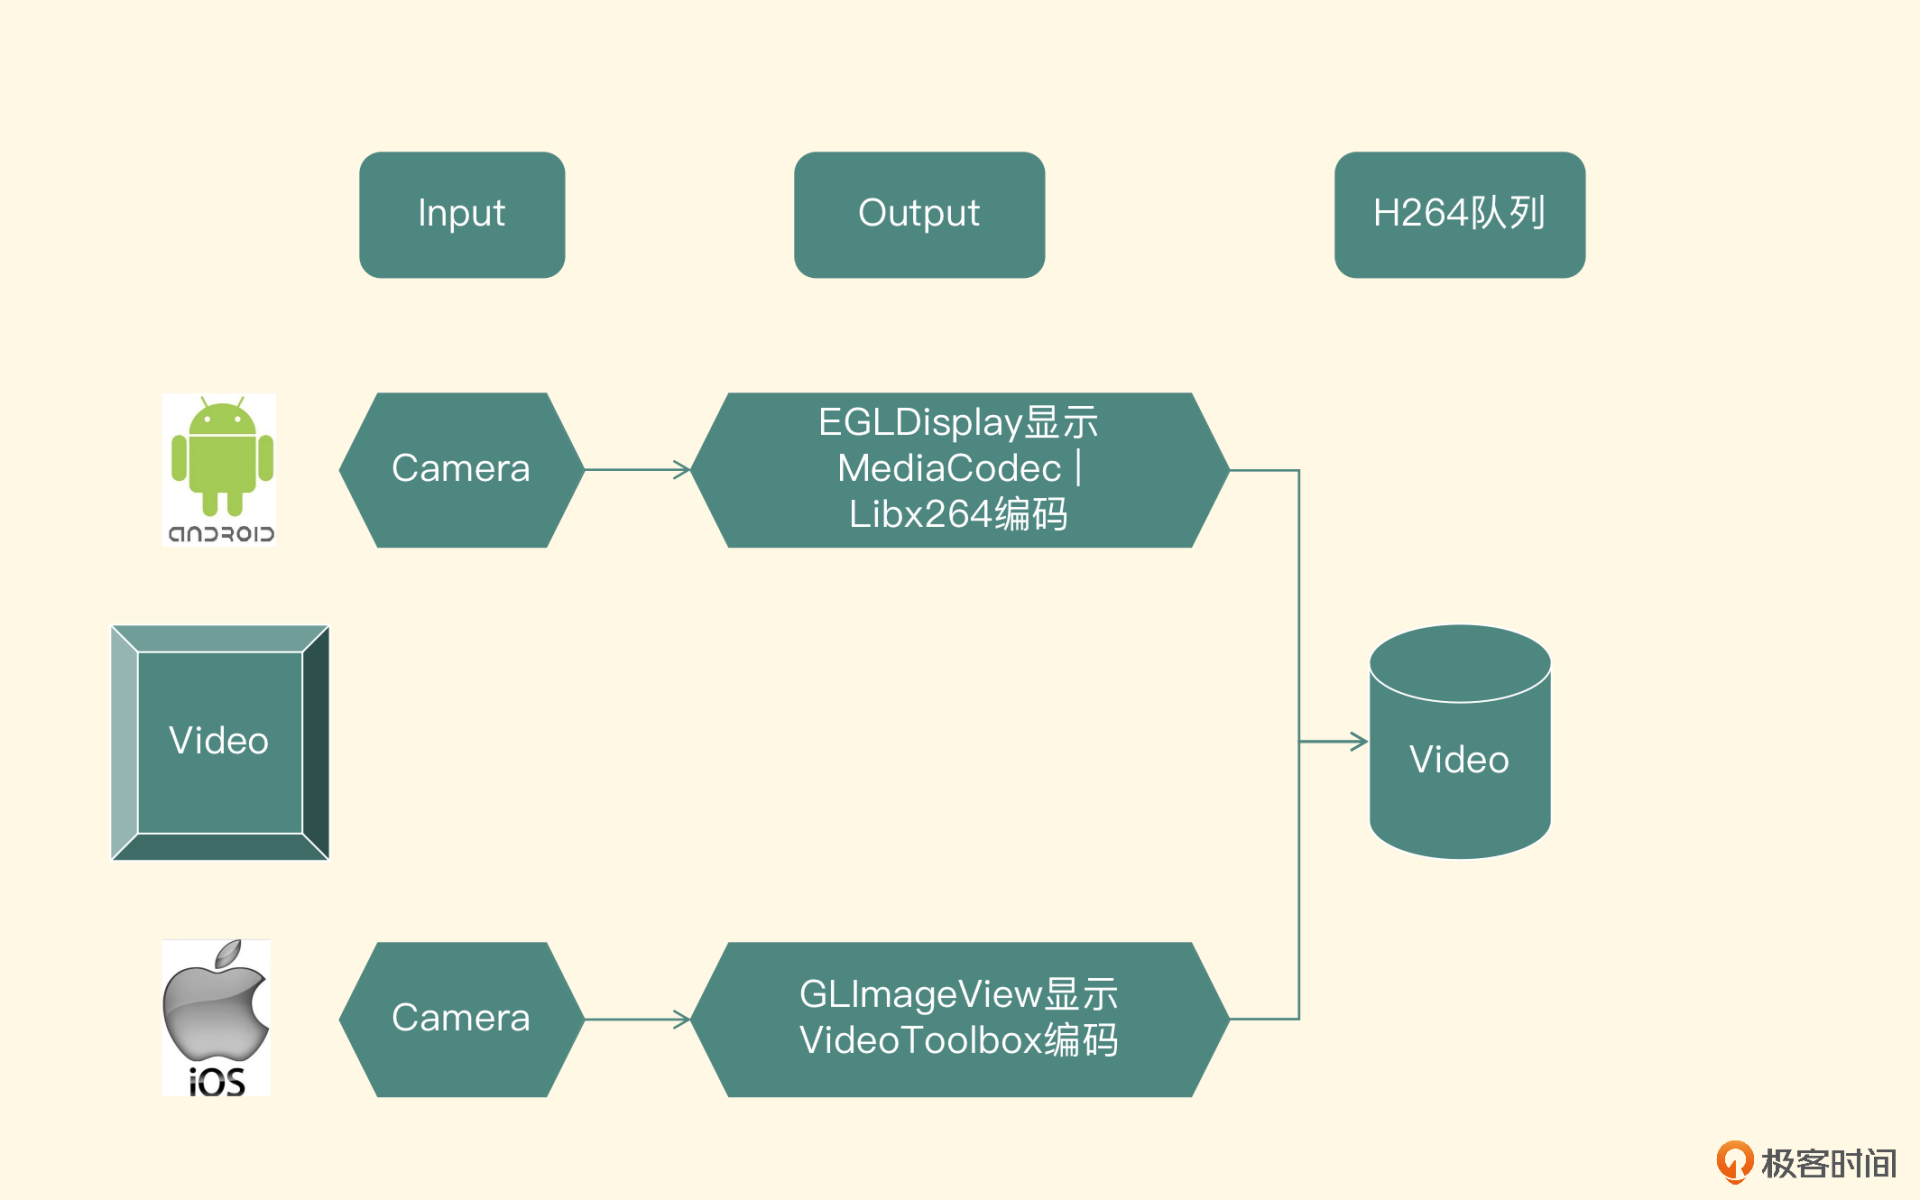 Input
Output
H264队列
ANDROID
Camera
EGLDisplay显示
MediaCodec |
Libx264编码
Video
Video
iOS
Camera
GLImageView显示
VideoToolbox编码
极客时间